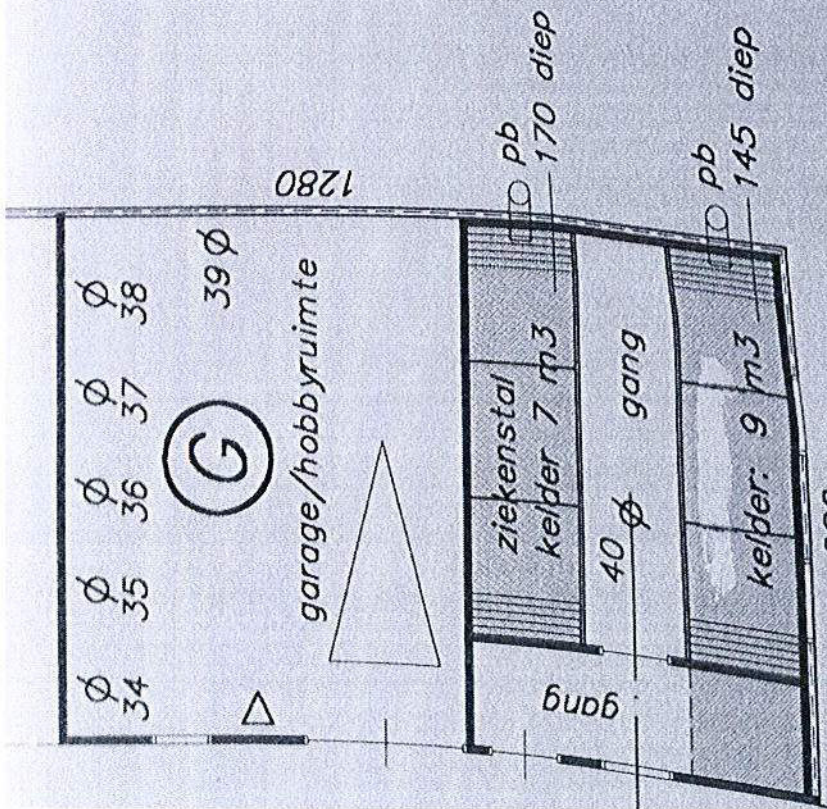 34
35
36
37
38
39
G
garage/hobbyruimte
1280
ziekenstal
kelder 7 m3
pb
170 diep
gang
40
gang
kelder: 9 m3
pb
145 diep